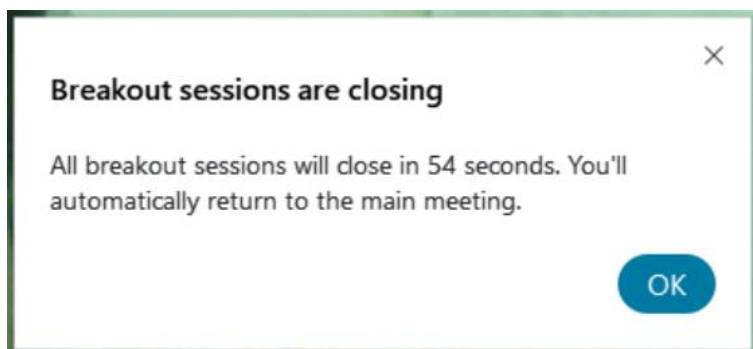 Breakout sessions are closing
All breakout sessions will close in 54 seconds. You'll
automatically return to the main meeting.
OK